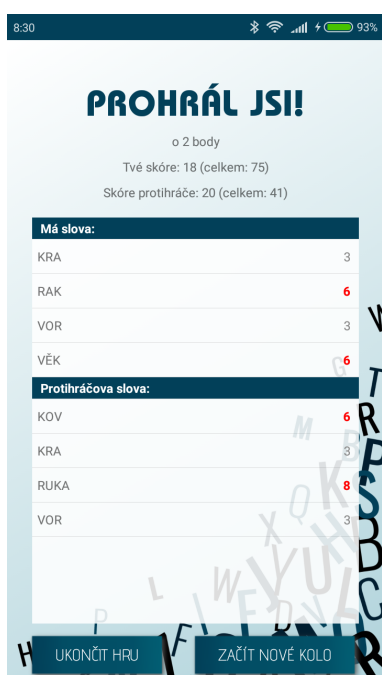 8:30 93%
PROHRÁL JSI!
o 2 body
Tvé skóre: 18 (celkem: 75)
Skóre protihráče: 20 (celkem: 41)
Má slova:
KRA 3
RAK 6
VOR 3
VĚK 6
Protihráčova slova:
KOV 6
KRA 3
RUKA 8
VOR 3
UKONČIT HRU ZAČÍT NOVÉ KOLO